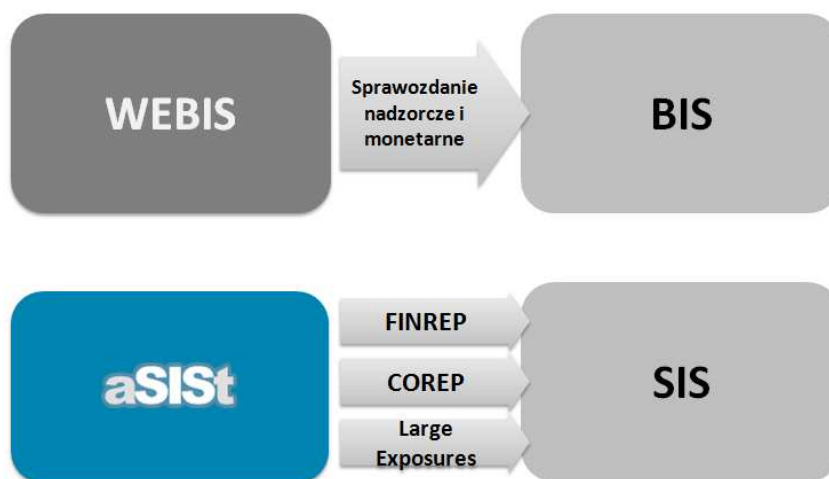 WEBIS
Sprawozdanie
nadzorcze i
monetarne
BIS
aSISt
FINREP
COREP
Large
Exposures
SIS